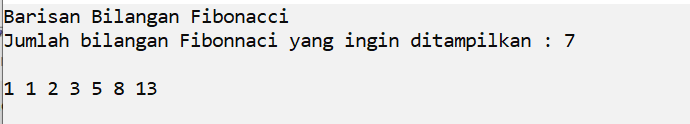 Barisan Bilangan Fibonacci
Jumlah bilangan Fibonnaci yang ingin ditampilkan : 7
1 1 2 3 5 8 13